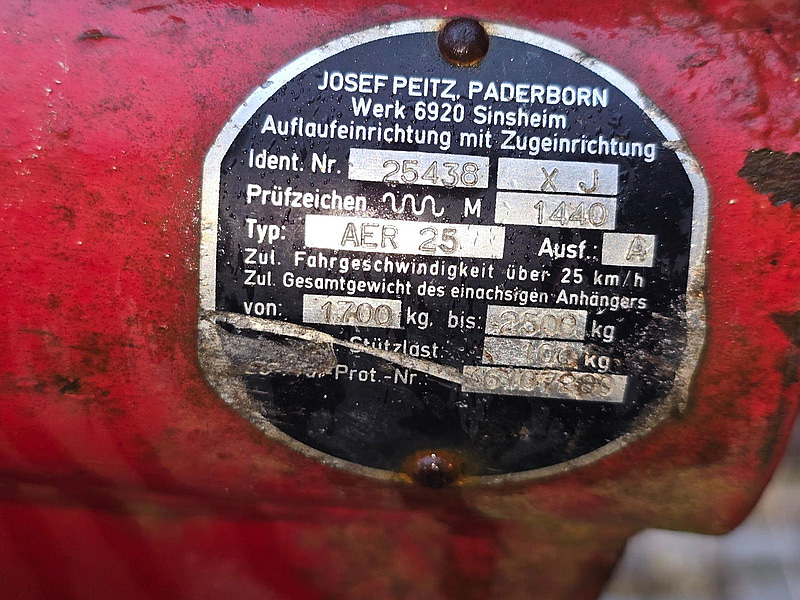 JOSEF PEITZ, PADERBORN
Werk 6920 Sinsheim
Auflaufeinrichtung mit Zugeinrichtung
Ident. Nr. 25438 X J
Prüfzeichen M 1440
Typ: AER 25 Ausf.: A
Zul. Fahrgeschwindigkeit über 25 km/h
Zul. Gesamtgewicht des einachsigen Anhängers
von: 1700 kg. bis: 2500 kg
Stützlast: 100 kg
-Prot.-Nr.: